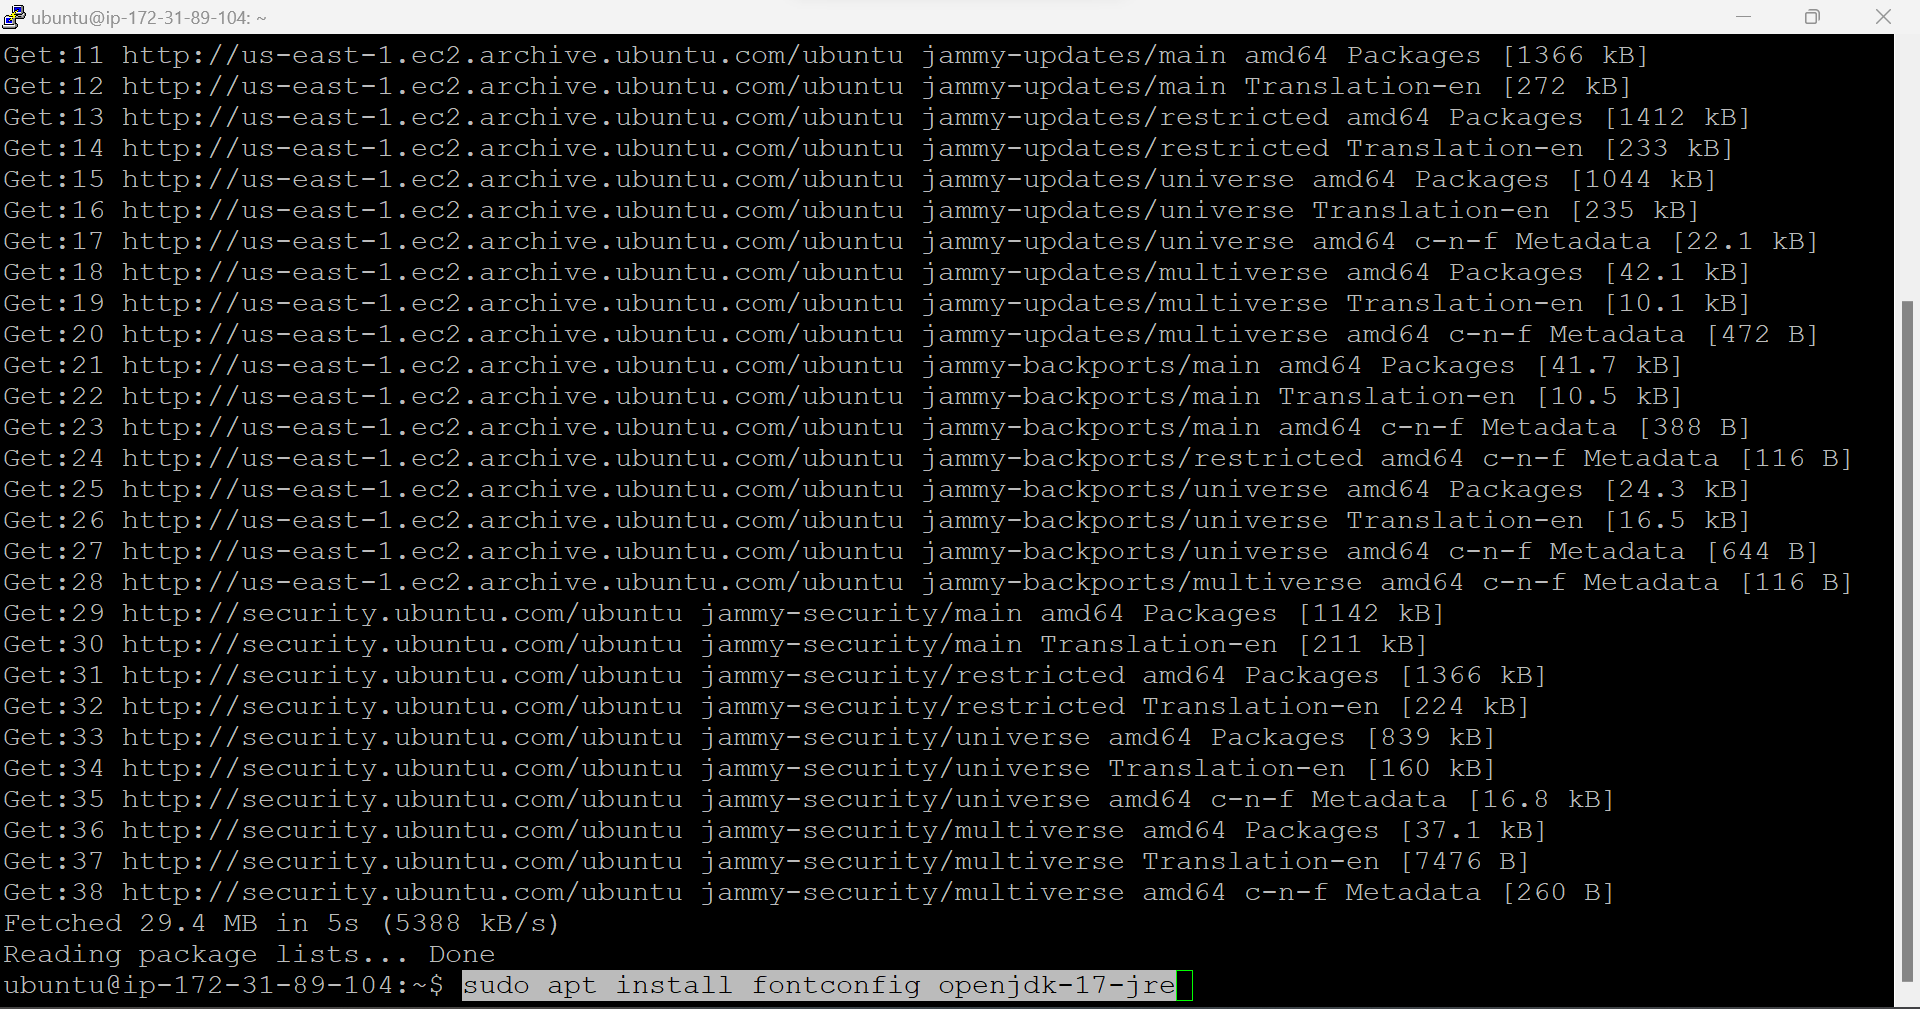 ubuntu@ip-172-31-89-104: ~
Get:11 http://us-east-1.ec2.archive.ubuntu.com/ubuntu jammy-updates/main amd64 Packages [1366 kB]
Get:12 http://us-east-1.ec2.archive.ubuntu.com/ubuntu jammy-updates/main Translation-en [272 kB]
Get:13 http://us-east-1.ec2.archive.ubuntu.com/ubuntu jammy-updates/restricted amd64 Packages [1412 kB]
Get:14 http://us-east-1.ec2.archive.ubuntu.com/ubuntu jammy-updates/restricted Translation-en [233 kB]
Get:15 http://us-east-1.ec2.archive.ubuntu.com/ubuntu jammy-updates/universe amd64 Packages [1044 kB]
Get:16 http://us-east-1.ec2.archive.ubuntu.com/ubuntu jammy-updates/universe Translation-en [235 kB]
Get:17 http://us-east-1.ec2.archive.ubuntu.com/ubuntu jammy-updates/universe amd64 c-n-f Metadata [22.1 kB]
Get:18 http://us-east-1.ec2.archive.ubuntu.com/ubuntu jammy-updates/multiverse amd64 Packages [42.1 kB]
Get:19 http://us-east-1.ec2.archive.ubuntu.com/ubuntu jammy-updates/multiverse Translation-en [10.1 kB]
Get:20 http://us-east-1.ec2.archive.ubuntu.com/ubuntu jammy-updates/multiverse amd64 c-n-f Metadata [472 B]
Get:21 http://us-east-1.ec2.archive.ubuntu.com/ubuntu jammy-backports/main amd64 Packages [41.7 kB]
Get:22 http://us-east-1.ec2.archive.ubuntu.com/ubuntu jammy-backports/main Translation-en [10.5 kB]
Get:23 http://us-east-1.ec2.archive.ubuntu.com/ubuntu jammy-backports/main amd64 c-n-f Metadata [388 B]
Get:24 http://us-east-1.ec2.archive.ubuntu.com/ubuntu jammy-backports/restricted amd64 c-n-f Metadata [116 B]
Get:25 http://us-east-1.ec2.archive.ubuntu.com/ubuntu jammy-backports/universe amd64 Packages [24.3 kB]
Get:26 http://us-east-1.ec2.archive.ubuntu.com/ubuntu jammy-backports/universe Translation-en [16.5 kB]
Get:27 http://us-east-1.ec2.archive.ubuntu.com/ubuntu jammy-backports/universe amd64 c-n-f Metadata [644 B]
Get:28 http://us-east-1.ec2.archive.ubuntu.com/ubuntu jammy-backports/multiverse amd64 c-n-f Metadata [116 B]
Get:29 http://security.ubuntu.com/ubuntu jammy-security/main amd64 Packages [1142 kB]
Get:30 http://security.ubuntu.com/ubuntu jammy-security/main Translation-en [211 kB]
Get:31 http://security.ubuntu.com/ubuntu jammy-security/restricted amd64 Packages [1366 kB]
Get:32 http://security.ubuntu.com/ubuntu jammy-security/restricted Translation-en [224 kB]
Get:33 http://security.ubuntu.com/ubuntu jammy-security/universe amd64 Packages [839 kB]
Get:34 http://security.ubuntu.com/ubuntu jammy-security/universe Translation-en [160 kB]
Get:35 http://security.ubuntu.com/ubuntu jammy-security/universe amd64 c-n-f Metadata [16.8 kB]
Get:36 http://security.ubuntu.com/ubuntu jammy-security/multiverse amd64 Packages [37.1 kB]
Get:37 http://security.ubuntu.com/ubuntu jammy-security/multiverse Translation-en [7476 B]
Get:38 http://security.ubuntu.com/ubuntu jammy-security/multiverse amd64 c-n-f Metadata [260 B]
Fetched 29.4 MB in 5s (5388 kB/s)
Reading package lists... Done
ubuntu@ip-172-31-89-104:~$ sudo apt install fontconfig openjdk-17-jre